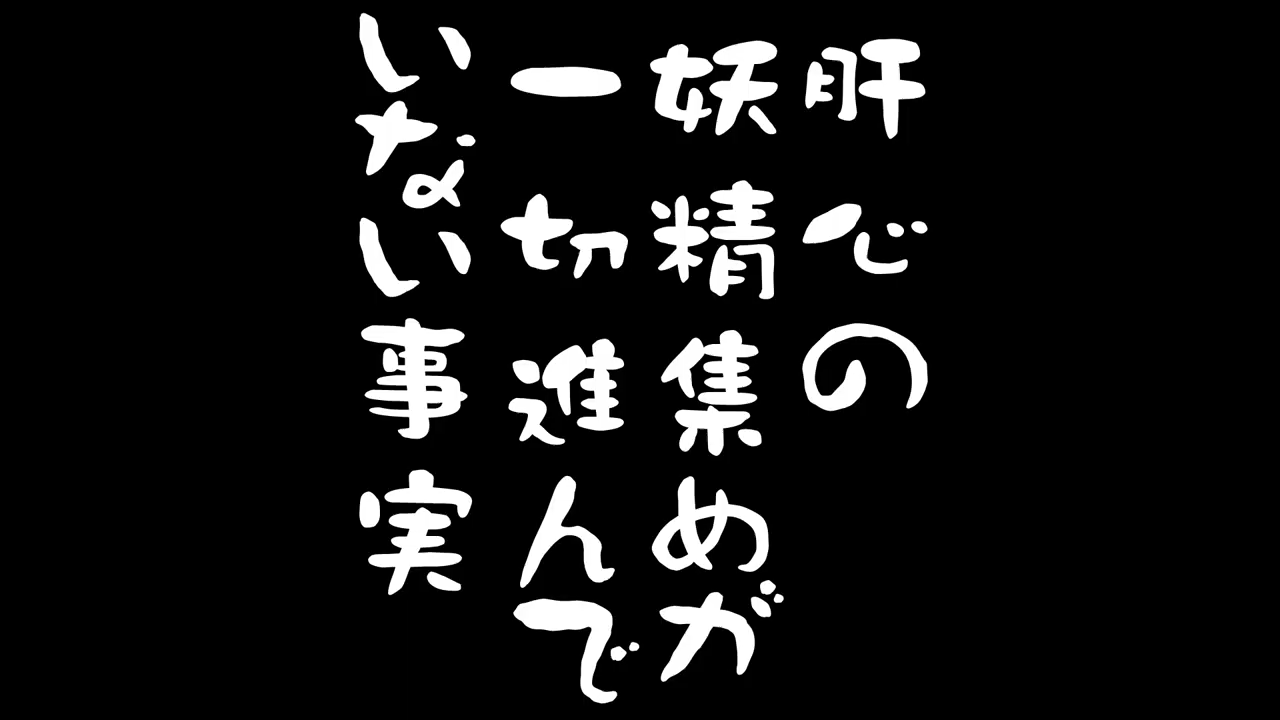 肝心の
妖精集めが
一切進んで
いない事実